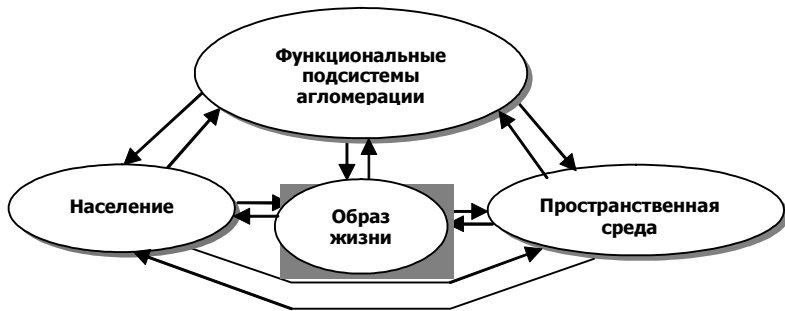 Функциональные
подсистемы
агломерации
Население
Образ
жизни
Пространственная
среда